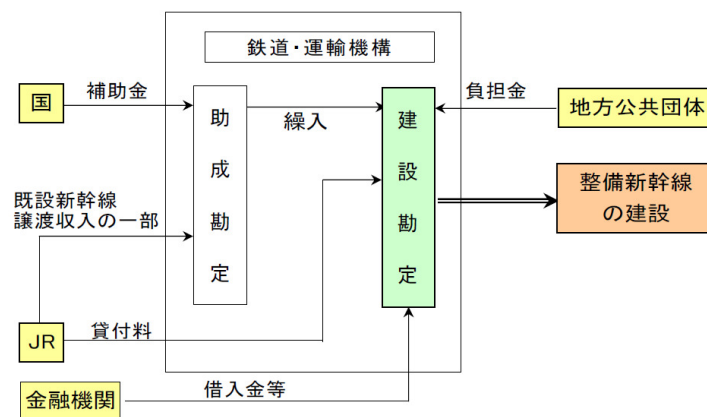 鉄道・運輸機構
国
補助金
助成勘定
繰入
建設勘定
負担金
地方公共団体
整備新幹線
の建設
既設新幹線
譲渡収入の一部
JR
貸付料
金融機関
借入金等